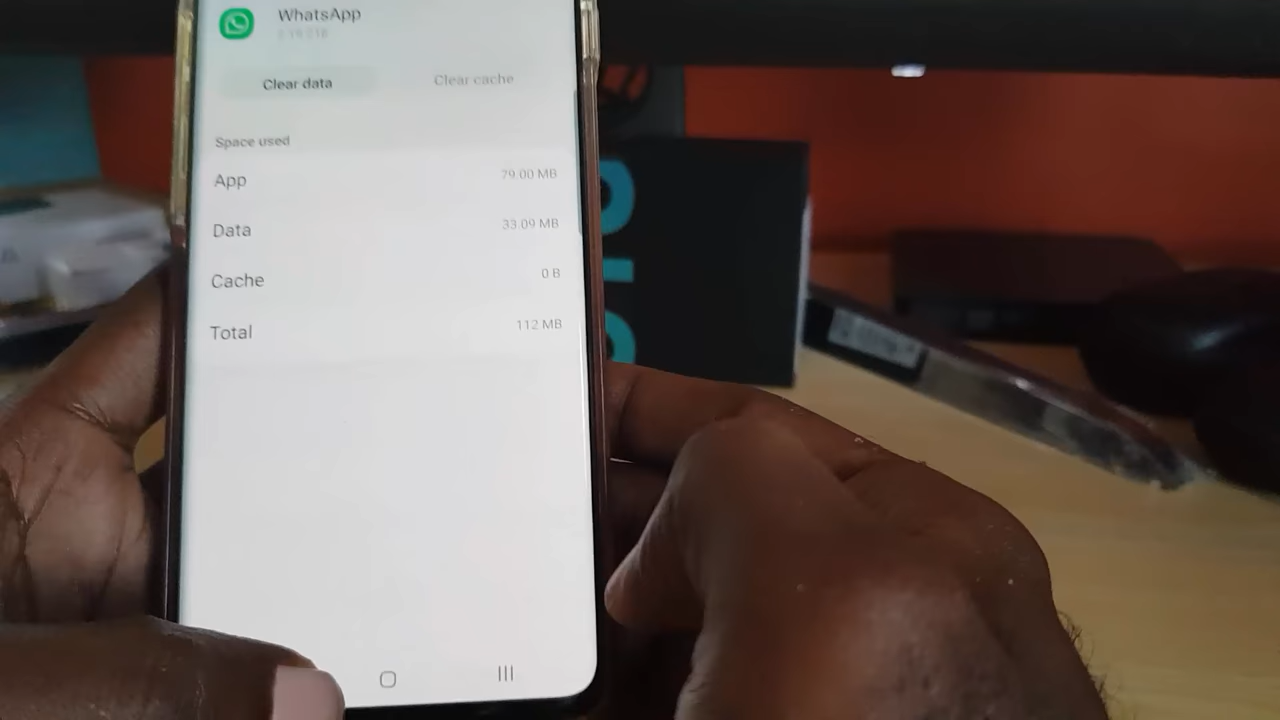 WhatsApp
Clear data
Clear cache
Space used
App
79.00 MB
Data
33.09 MB
Cache
0 B
Total
112 MB